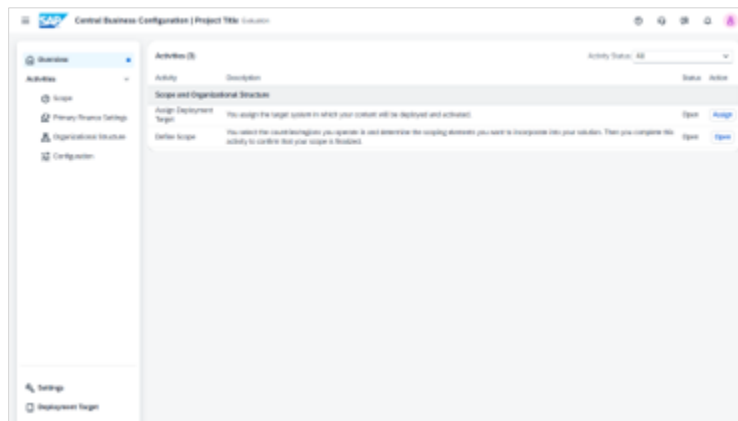 SAP Central Business Configuration | Project Title Evaluation
Overview
Activities
Scope
Primary Finance Settings
Organizational Structure
Configuration
Settings
Deployment Target
Activities (3)
Activity Status: All
Activity Description Status Action
Scope and Organizational Structure
Assign Deployment Target
You assign the target system in which your content will be deployed and activated.
Open Assign
Define Scope
You select the countries/regions you operate in and determine the scoping elements you want to incorporate into your solution. Then you complete this
activity to confirm that your scope is finalized.
Open Open